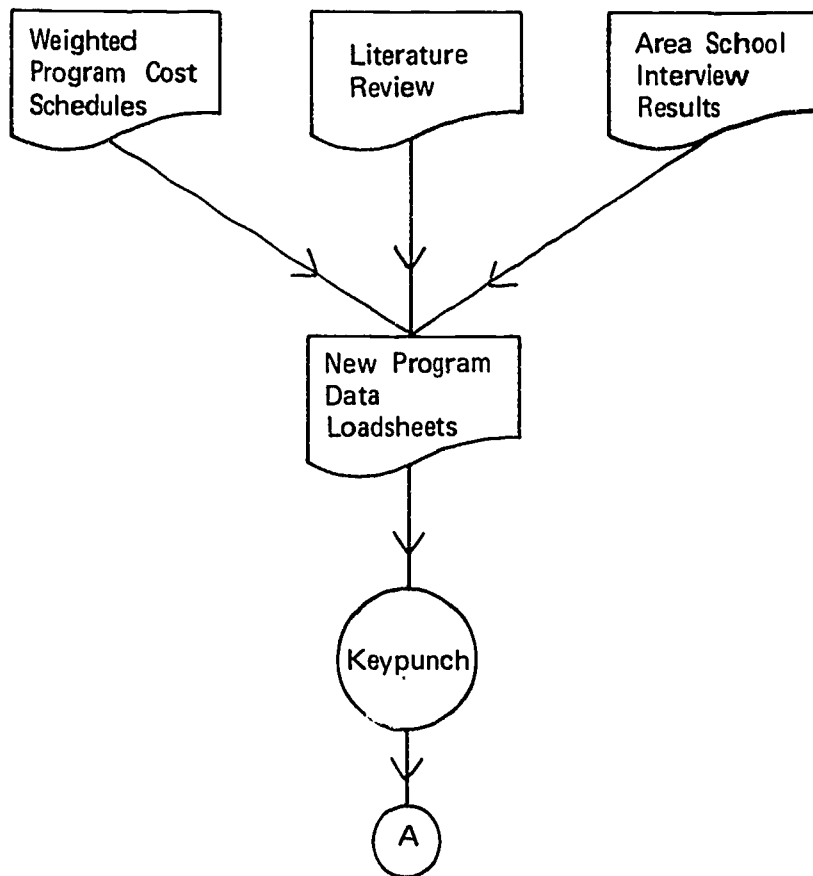 Weighted
Program Cost
Schedules
Literature
Review
Area School
Interview
Results
New Program
Data
Loadsheets
Keypunch
A